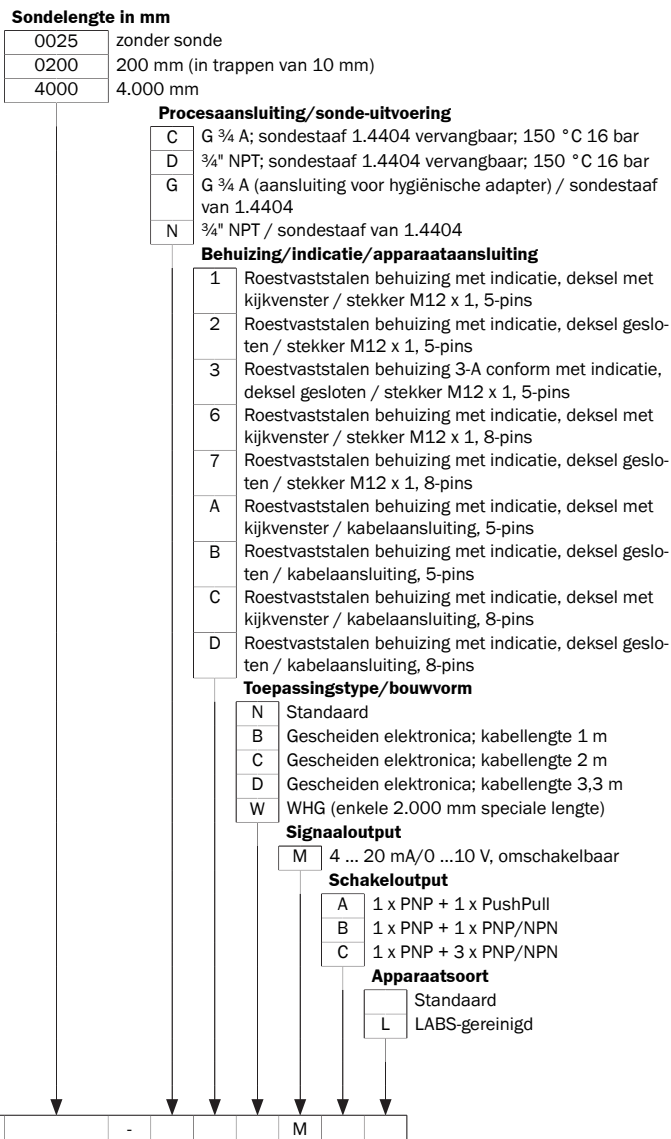 Sondelengte in mm
0025 zonder sonde
0200 200 mm (in trappen van 10 mm)
4000 4.000 mm
Procesaansluiting/sonde-uitvoering
C G ¾ A; sondestaaf 1.4404 vervangbaar; 150 °C 16 bar
D ¾" NPT; sondestaaf 1.4404 vervangbaar; 150 °C 16 bar
G G ¾ A (aansluiting voor hygiënische adapter) / sondestaaf
van 1.4404
N ¾" NPT / sondestaaf van 1.4404
Behuizing/indicatie/apparaataansluiting
1 Roestvaststalen behuizing met indicatie, deksel met
kijkvenster / stekker M12 x 1, 5-pins
2 Roestvaststalen behuizing met indicatie, deksel geslo-
ten / stekker M12 x 1, 5-pins
3 Roestvaststalen behuizing 3-A conform met indicatie,
deksel gesloten / stekker M12 x 1, 5-pins
6 Roestvaststalen behuizing met indicatie, deksel met
kijkvenster / stekker M12 x 1, 8-pins
7 Roestvaststalen behuizing met indicatie, deksel geslo-
ten / stekker M12 x 1, 8-pins
A Roestvaststalen behuizing met indicatie, deksel met
kijkvenster / kabelaansluiting, 5-pins
B Roestvaststalen behuizing met indicatie, deksel geslo-
ten / kabelaansluiting, 5-pins
C Roestvaststalen behuizing met indicatie, deksel met
kijkvenster / kabelaansluiting, 8-pins
D Roestvaststalen behuizing met indicatie, deksel geslo-
ten / kabelaansluiting, 8-pins
Toepassingstype/bouwvorm
N Standaard
B Gescheiden elektronica; kabellengte 1 m
C Gescheiden elektronica; kabellengte 2 m
D Gescheiden elektronica; kabellengte 3,3 m
W WHG (enkele 2.000 mm speciale lengte)
Signaaloutput
M 4 ... 20 mA/0 ...10 V, omschakelbaar
Schakeloutput
A 1 x PNP + 1 x PushPull
B 1 x PNP + 1 x PNP/NPN
C 1 x PNP + 3 x PNP/NPN
Apparaatsoort
Standaard
L LABS-gereinigd
- M